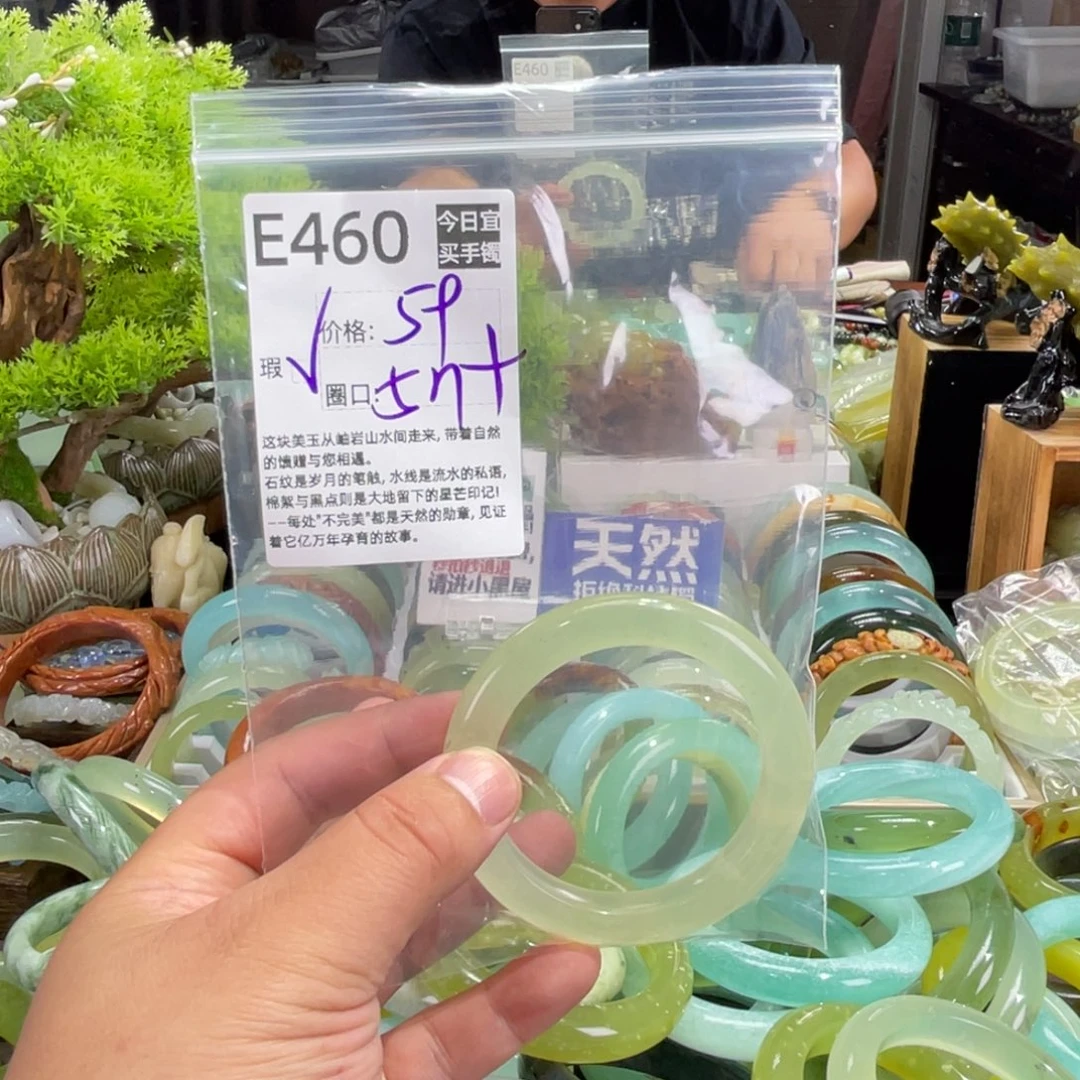 E460
E460
今日宜
买手镯
价格: 59
瑕√
圈口: 57+
这块美玉从岫岩山水间走来, 带着自然
的馈赠与您相遇。
石纹是岁月的笔触, 水线是流水的私语,
棉絮与黑点则是大地留下的星芒印记!
--每处"不完美"都是天然的勋章, 见证
着它亿万年孕育的故事。
请进小黑屋
天然